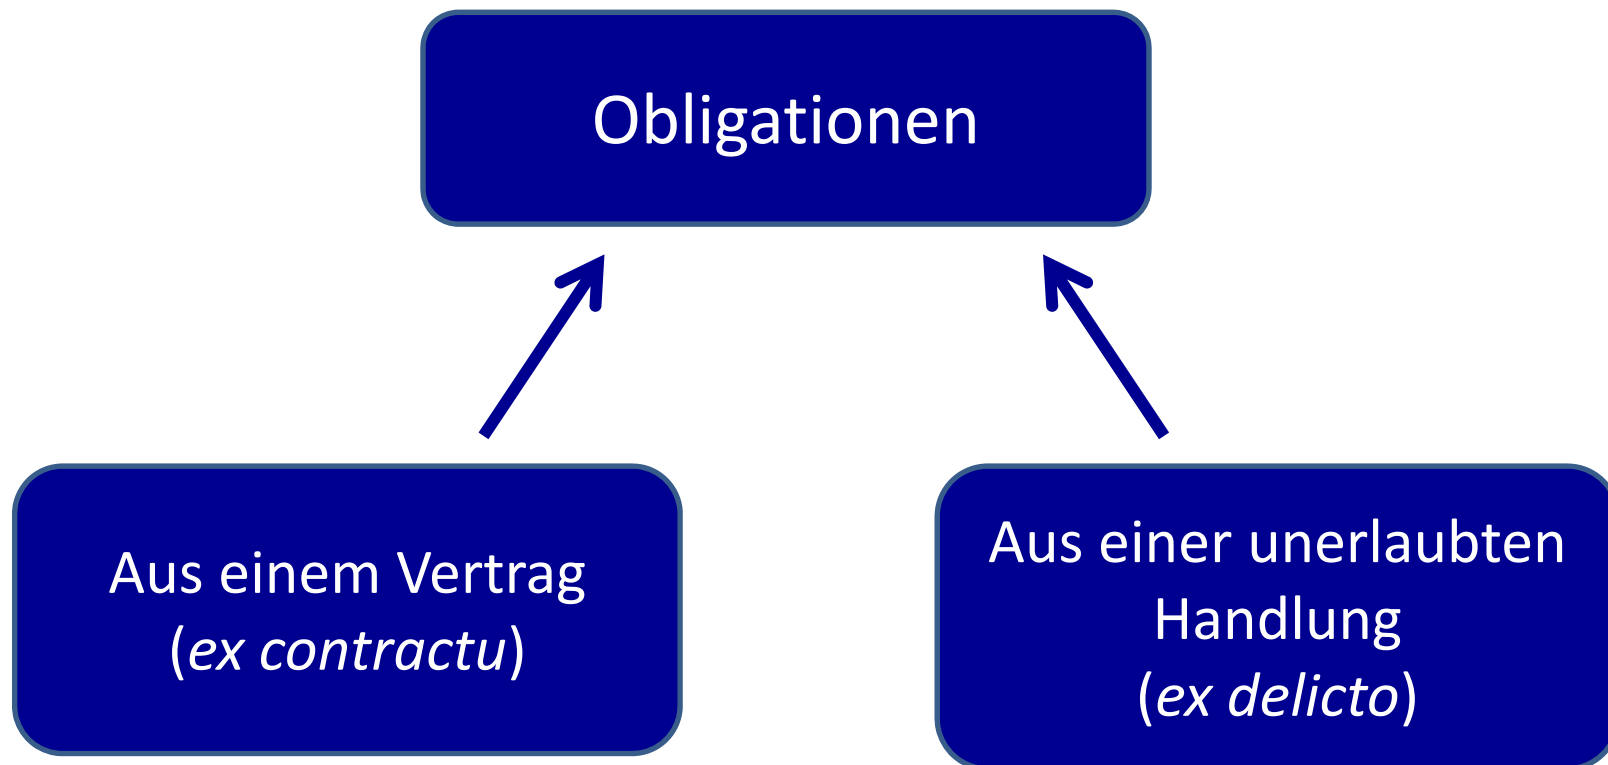 Obligationen
Aus einem Vertrag
(ex contractu)
Aus einer unerlaubten
Handlung
(ex delicto)